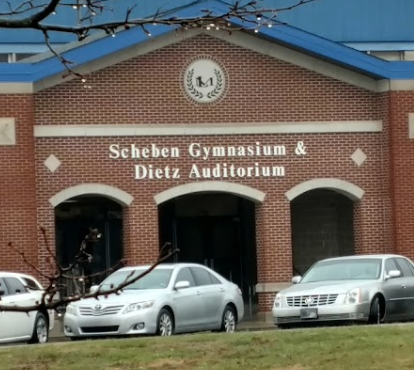 Scheben Gymnasium &
Dietz Auditorium